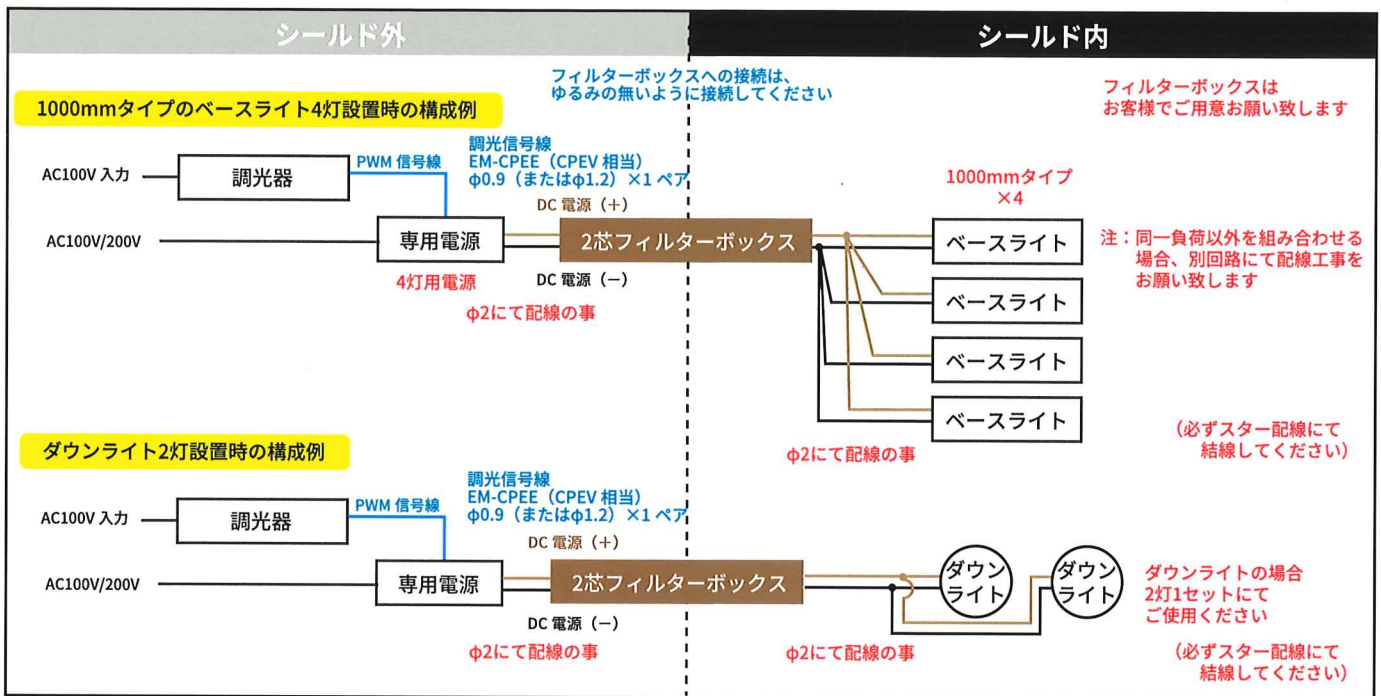 シールド外
シールド内
フィルターボックスへの接続は、
ゆるみの無いように接続してください
フィルターボックスは
お客様でご用意お願い致します
1000mmタイプのベースライト4灯設置時の構成例
調光信号線
EM-CPEE（CPEV 相当）
φ0.9（またはφ1.2）×1 ペア
PWM 信号線
AC100V 入力
調光器
1000mmタイプ
×4
DC 電源（+）
AC100V/200V
専用電源
2芯フィルターボックス
ベースライト
注：同一負荷以外を組み合わせる
場合、別回路にて配線工事を
お願い致します
4灯用電源
DC 電源（−）
φ2にて配線の事
ベースライト
ベースライト
ベースライト
（必ずスター配線にて
結線してください）
φ2にて配線の事
ダウンライト2灯設置時の構成例
調光信号線
EM-CPEE（CPEV 相当）
φ0.9（またはφ1.2）×1 ペア
PWM 信号線
AC100V 入力
調光器
DC 電源（+）
AC100V/200V
専用電源
2芯フィルターボックス
ダウン
ライト
ダウン
ライト
ダウンライトの場合
2灯1セットにて
ご使用ください
DC 電源（−）
φ2にて配線の事
φ2にて配線の事
（必ずスター配線にて
結線してください）